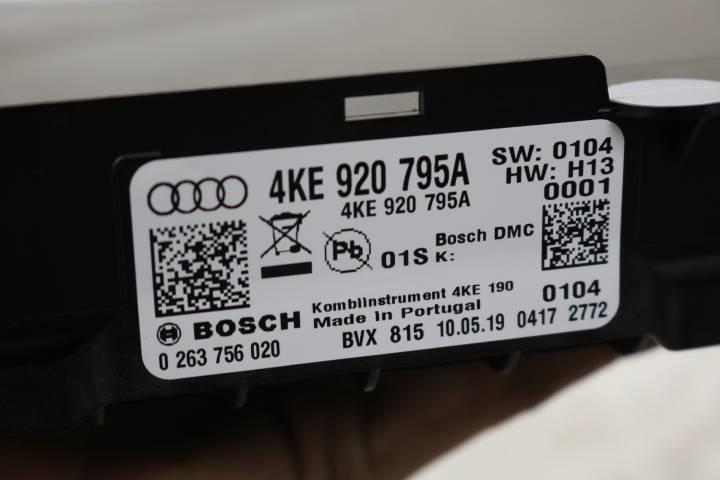 4KE 920 795A
SW: 0104
HW: H13
0001
4KE 920 795A
Pb
01S
Bosch DMC
K:
Kombiinstrument 4KE 190
Made in Portugal
0104
BOSCH
BVX 815 10.05.19 0417 2772
0 263 756 020